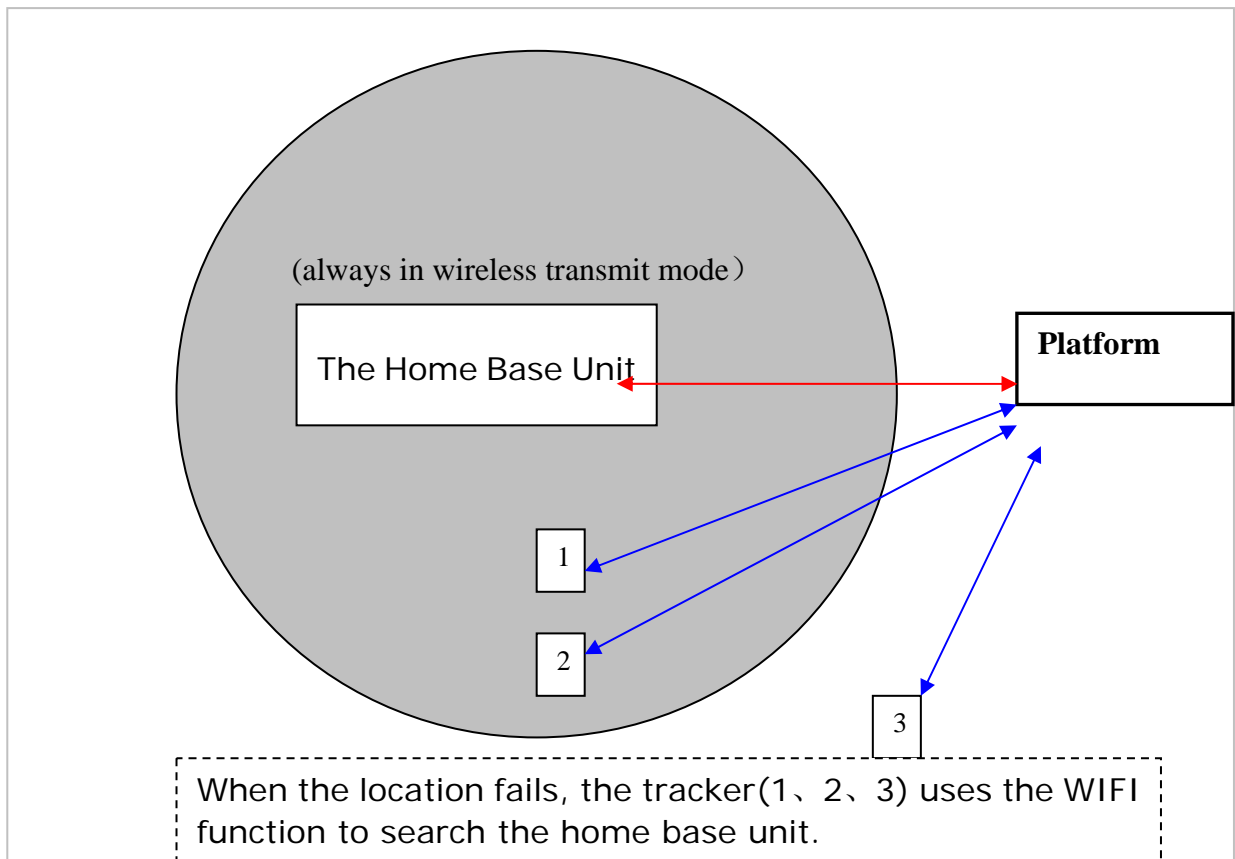 (always in wireless transmit mode）
The Home Base Unit
Platform
1
2
3
When the location fails, the tracker(1、2、3) uses the WIFI
function to search the home base unit.